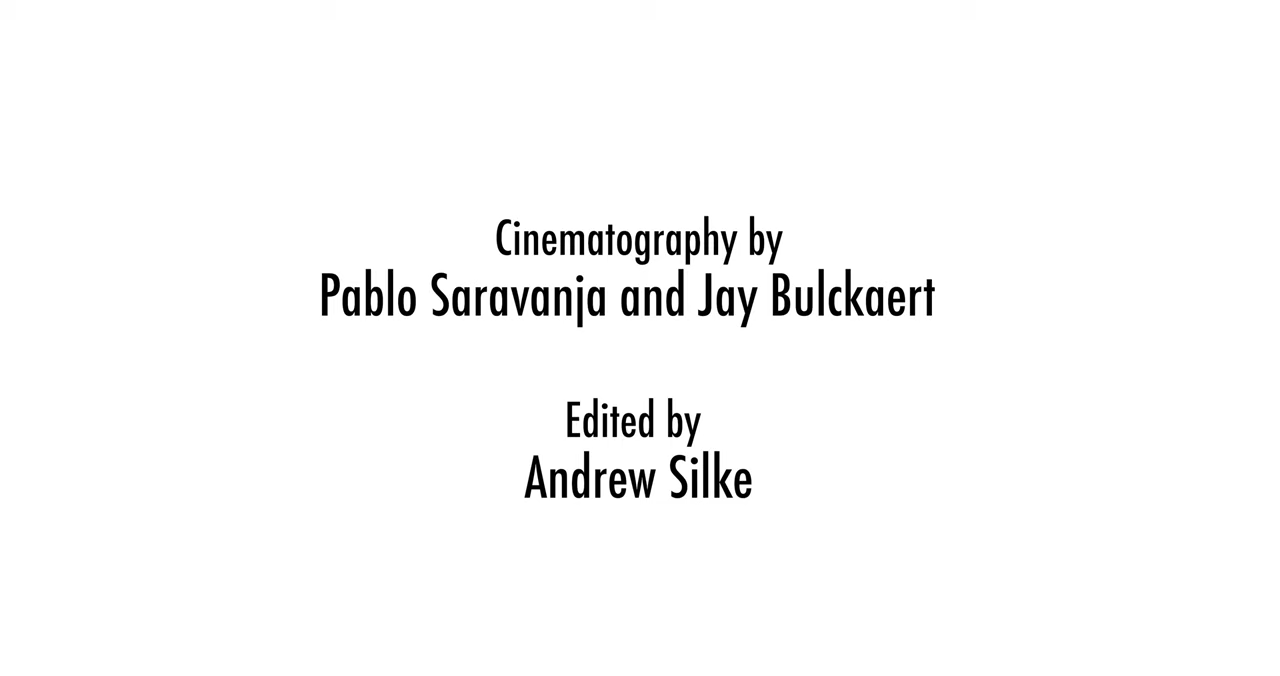 Cinematography by
Pablo Saravanja and Jay Bulckaert
Edited by
Andrew Silke